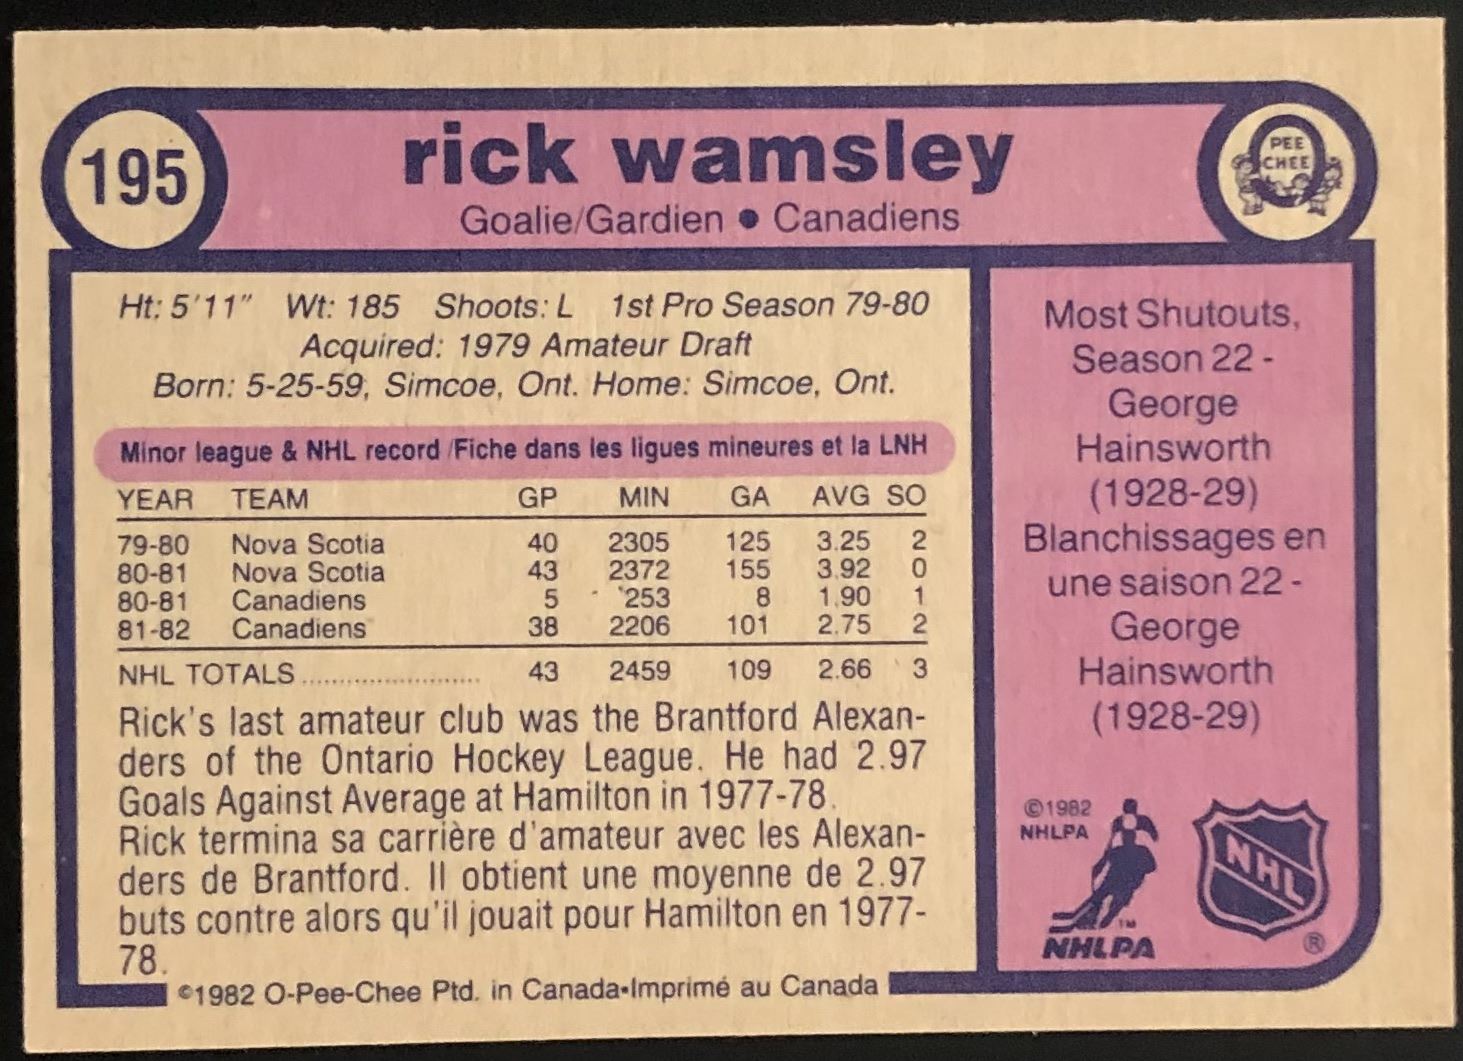 195
rick wamsley
Goalie/Gardien • Canadiens
PEE
CHEE
Ht: 5'11" Wt: 185 Shoots: L 1st Pro Season 79-80
Acquired: 1979 Amateur Draft
Born: 5-25-59, Simcoe, Ont. Home: Simcoe, Ont.
Minor league & NHL record/Fiche dans les ligues mineures et la LNH
YEAR TEAM GP MIN GA AVG SO
79-80 Nova Scotia 40 2305 125 3.25 2
80-81 Nova Scotia 43 2372 155 3.92 0
80-81 Canadiens 5 253 8 1.90 1
81-82 Canadiens 38 2206 101 2.75 2
NHL TOTALS ........................ 43 2459 109 2.66 3
Rick's last amateur club was the Brantford Alexan-
ders of the Ontario Hockey League. He had 2.97
Goals Against Average at Hamilton in 1977-78.
Rick termina sa carrière d'amateur avec les Alexan-
ders de Brantford. Il obtient une moyenne de 2.97
buts contre alors qu'il jouait pour Hamilton en 1977-
78.
©1982 O-Pee-Chee Ptd. in Canada•Imprimé au Canada
Most Shutouts,
Season 22 -
George
Hainsworth
(1928-29)
Blanchissages en
une saison 22 -
George
Hainsworth
(1928-29)
©1982
NHLPA
™
NHLPA
NHL
®